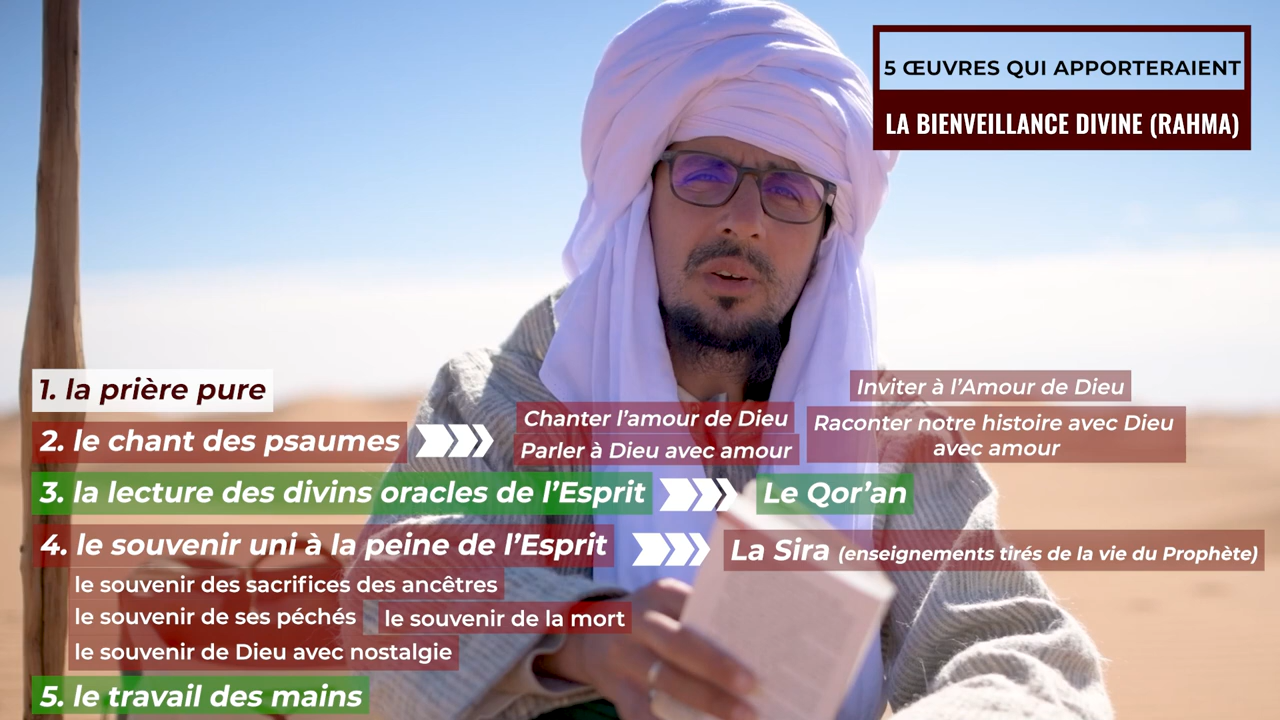 5 ŒUVRES QUI APPORTERAIENT
LA BIENVEILLANCE DIVINE (RAHMA)
1. la prière pure
2. le chant des psaumes
Chanter l’amour de Dieu
Parler à Dieu avec amour
Inviter à l’Amour de Dieu
Raconter notre histoire avec Dieu
avec amour
3. la lecture des divins oracles de l’Esprit
Le Qor’an
4. le souvenir uni à la peine de l’Esprit
La Sira (enseignements tirés de la vie du Prophète)
le souvenir des sacrifices des ancêtres
le souvenir de ses péchés
le souvenir de la mort
le souvenir de Dieu avec nostalgie
5. le travail des mains